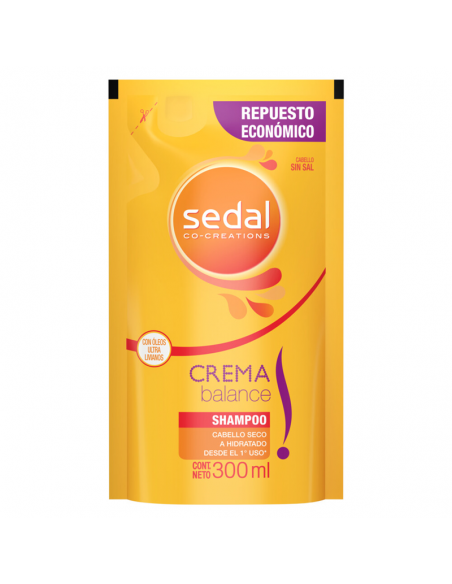 REPUESTO
ECONÓMICO
CABELLO
SIN SAL
sedal
CO-CREATIONS
CON ÓLEOS
ULTRA
LIVIANOS
CREMA
balance
SHAMPOO
CABELLO SECO
A HIDRATADO
DESDE EL 1° USO*
CONT.
NETO 300 ml